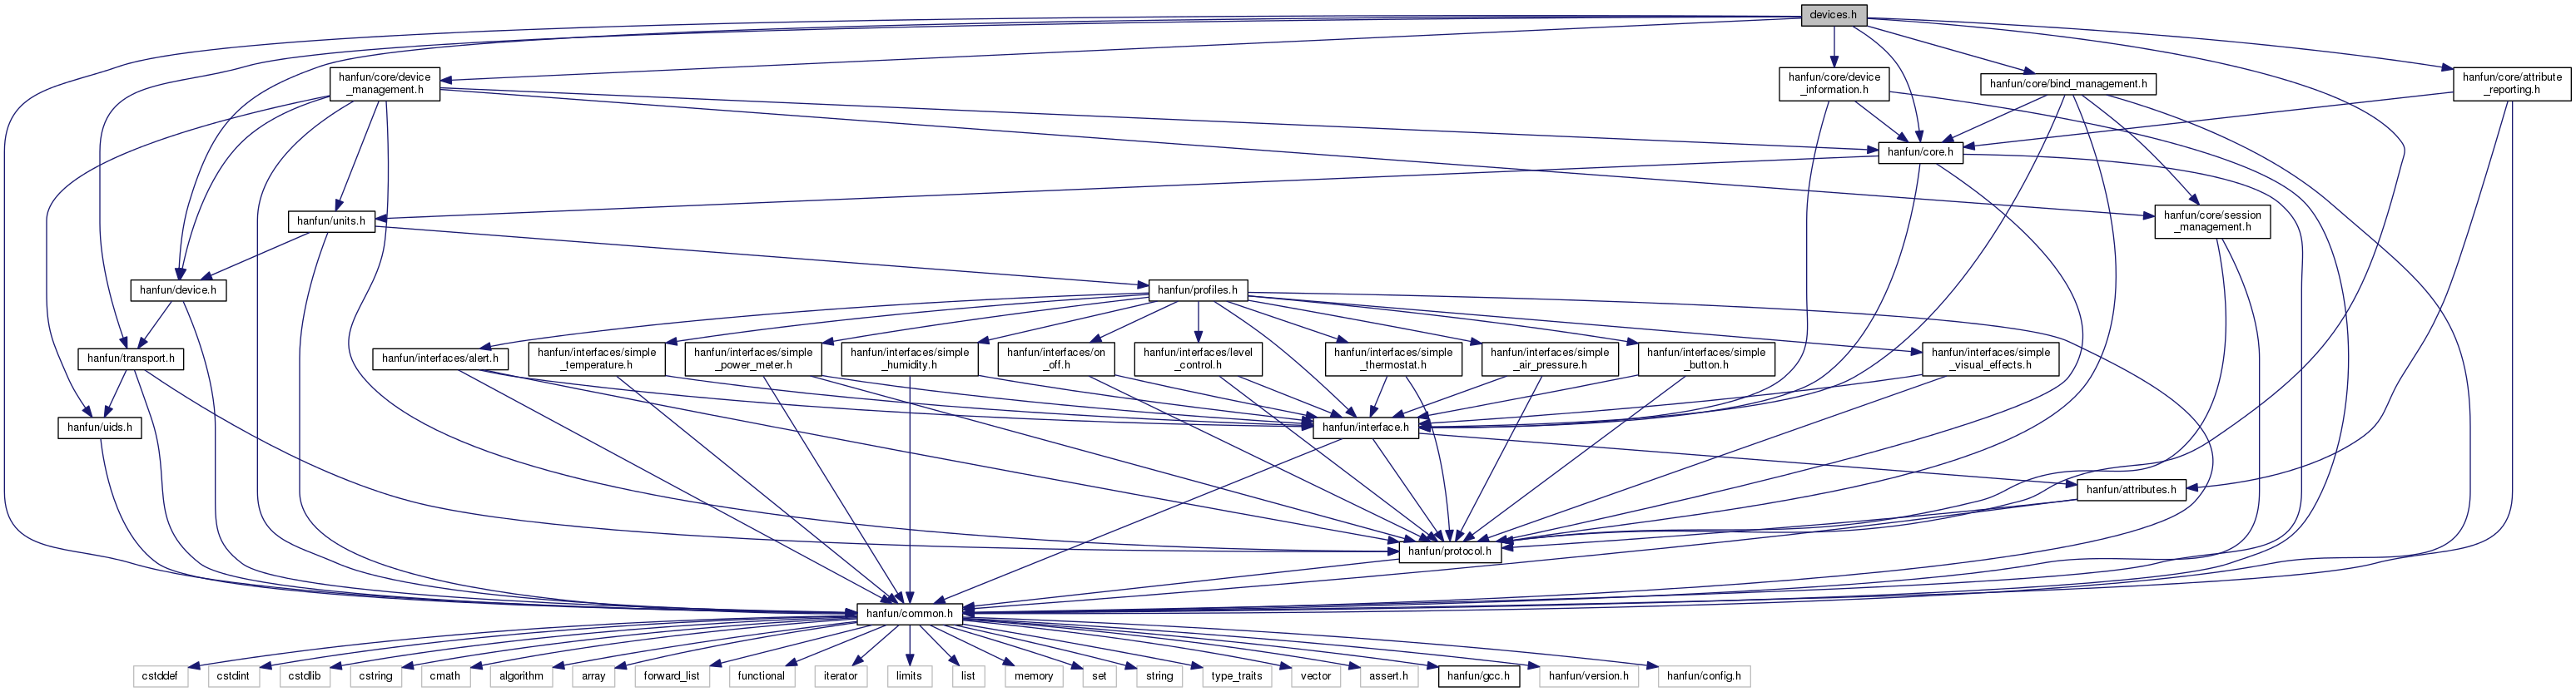 devices.h
hanfun/core/device
_management.h
hanfun/core/device
_information.h
hanfun/core/bind_management.h
hanfun/core/attribute
_reporting.h
hanfun/core.h
hanfun/units.h
hanfun/core/session
_management.h
hanfun/device.h
hanfun/profiles.h
hanfun/transport.h
hanfun/interfaces/alert.h
hanfun/interfaces/simple
_temperature.h
hanfun/interfaces/simple
_power_meter.h
hanfun/interfaces/simple
_humidity.h
hanfun/interfaces/on
_off.h
hanfun/interfaces/level
_control.h
hanfun/interfaces/simple
_thermostat.h
hanfun/interfaces/simple
_air_pressure.h
hanfun/interfaces/simple
_button.h
hanfun/interfaces/simple
_visual_effects.h
hanfun/uids.h
hanfun/interface.h
hanfun/attributes.h
hanfun/protocol.h
hanfun/common.h
cstddef
cstdint
cstdlib
cstring
cmath
algorithm
array
forward_list
functional
iterator
limits
list
memory
set
string
type_traits
vector
assert.h
hanfun/gcc.h
hanfun/version.h
hanfun/config.h